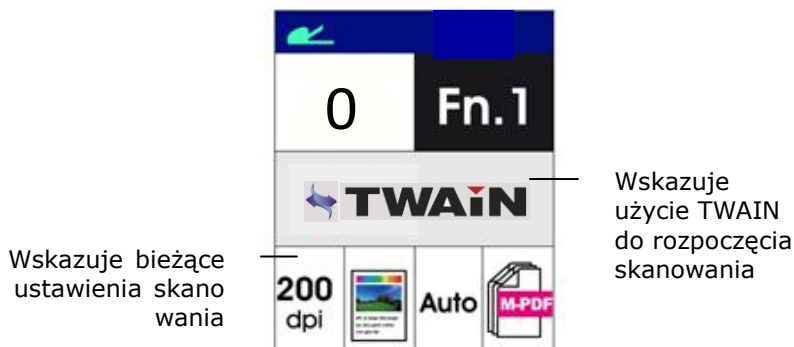 0
Fn.1
TWAiN
Wskazuje
użycie TWAIN
do rozpoczęcia
skanowania
Wskazuje bieżące
ustawienia skano
wania
200
dpi
Auto
M-PDF